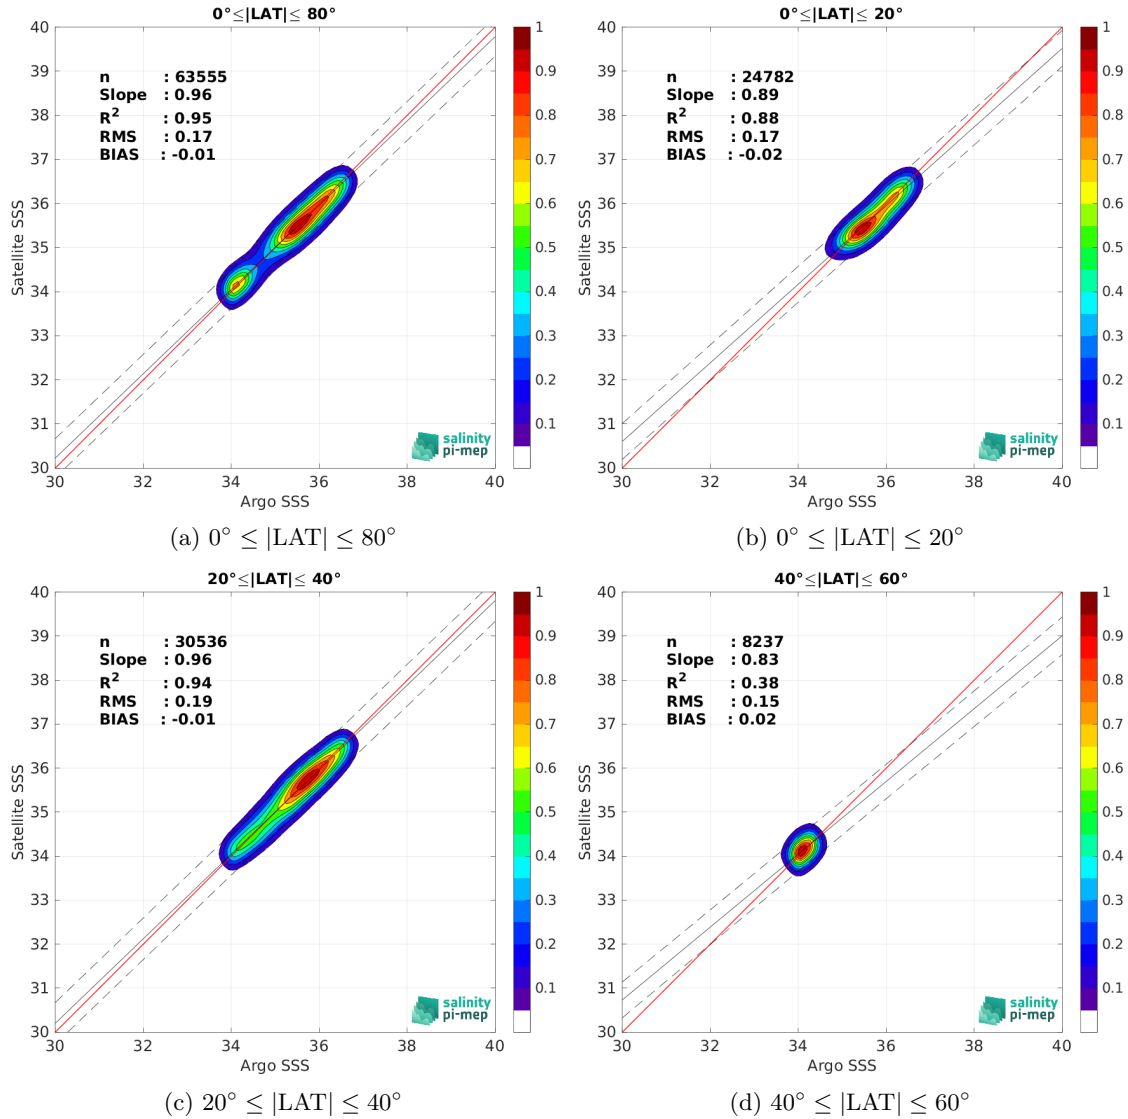 0°≤|LAT|≤ 80°
n : 63555
Slope : 0.96
R² : 0.95
RMS : 0.17
BIAS : -0.01
40
39
38
37
36
35
34
33
32
31
30
Satellite SSS
30 32 34 36 38 40
Argo SSS
salinity
pi-mep
1
0.9
0.8
0.7
0.6
0.5
0.4
0.3
0.2
0.1
(a) 0° ≤ |LAT| ≤ 80°
0°≤|LAT|≤ 20°
n : 24782
Slope : 0.89
R² : 0.88
RMS : 0.17
BIAS : -0.02
40
39
38
37
36
35
34
33
32
31
30
Satellite SSS
30 32 34 36 38 40
Argo SSS
salinity
pi-mep
1
0.9
0.8
0.7
0.6
0.5
0.4
0.3
0.2
0.1
(b) 0° ≤ |LAT| ≤ 20°
20°≤|LAT|≤ 40°
n : 30536
Slope : 0.96
R² : 0.94
RMS : 0.19
BIAS : -0.01
40
39
38
37
36
35
34
33
32
31
30
Satellite SSS
30 32 34 36 38 40
Argo SSS
salinity
pi-mep
1
0.9
0.8
0.7
0.6
0.5
0.4
0.3
0.2
0.1
(c) 20° ≤ |LAT| ≤ 40°
40°≤|LAT|≤ 60°
n : 8237
Slope : 0.83
R² : 0.38
RMS : 0.15
BIAS : 0.02
40
39
38
37
36
35
34
33
32
31
30
Satellite SSS
30 32 34 36 38 40
Argo SSS
salinity
pi-mep
1
0.9
0.8
0.7
0.6
0.5
0.4
0.3
0.2
0.1
(d) 40° ≤ |LAT| ≤ 60°